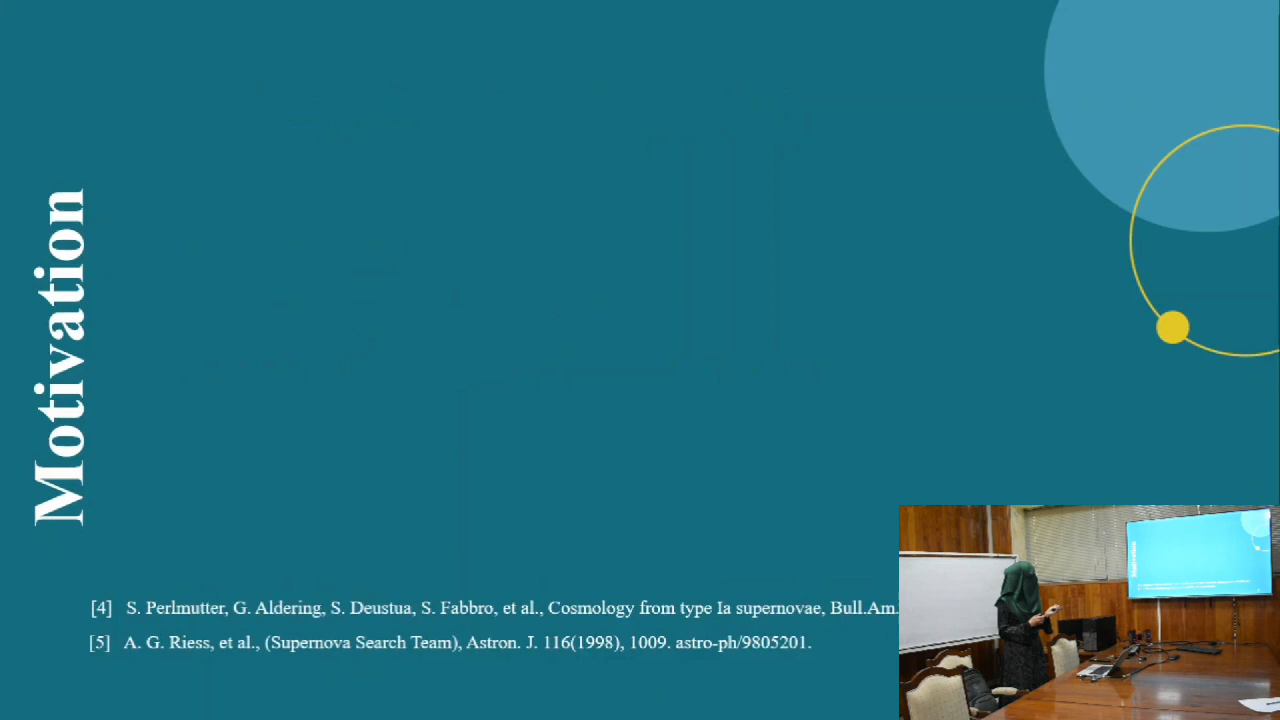 Motivation
[4] S. Perlmutter, G. Aldering, S. Deustua, S. Fabbro, et al., Cosmology from type Ia supernovae, Bull.Am.
[5] A. G. Riess, et al., (Supernova Search Team), Astron. J. 116(1998), 1009. astro-ph/9805201.